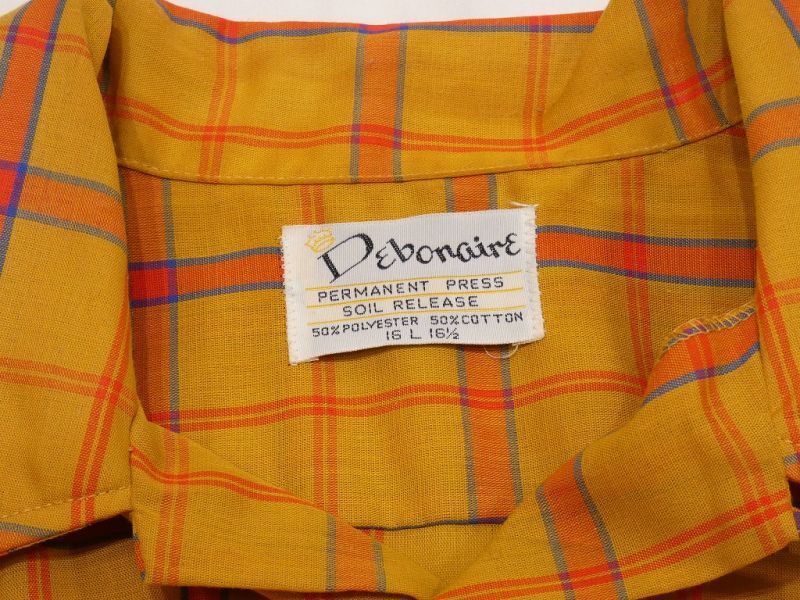 Debonaire
PERMANENT PRESS
SOIL RELEASE
50% POLYESTER 50% COTTON
16 L 16½